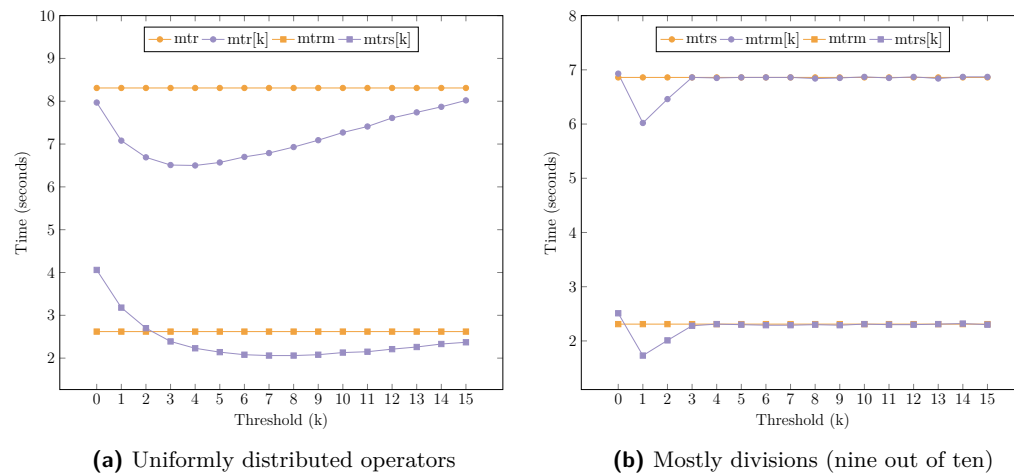 mtr mtr[k] mtrm mtrs[k]
10
9
8
7
6
5
4
3
2
Time (seconds)
0 1 2 3 4 5 6 7 8 9 10 11 12 13 14 15
Threshold (k)
(a) Uniformly distributed operators
mtrs mtrm[k] mtrm mtrs[k]
8
7
6
5
4
3
2
Time (seconds)
0 1 2 3 4 5 6 7 8 9 10 11 12 13 14 15
Threshold (k)
(b) Mostly divisions (nine out of ten)